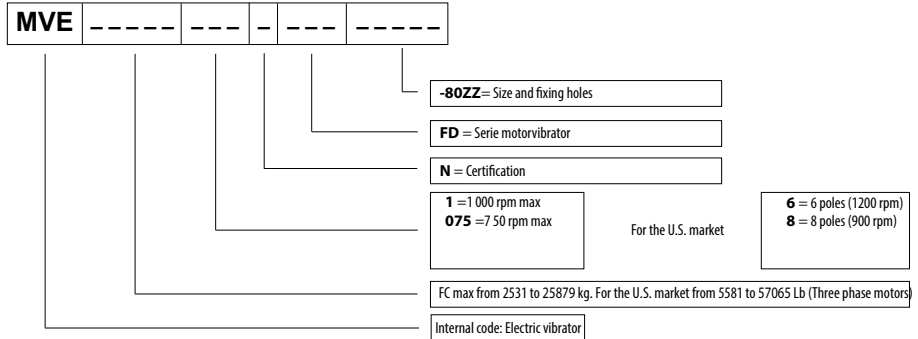 MVE _ _ _ _ _ _ _ _ _ _ _ _ _ _ _ _ _
-80ZZ= Size and fixing holes
FD = Serie motorvibrator
N = Certification
1 =1 000 rpm max
075 =7 50 rpm max
For the U.S. market
6 = 6 poles (1200 rpm)
8 = 8 poles (900 rpm)
FC max from 2531 to 25879 kg. For the U.S. market from 5581 to 57065 Lb (Three phase motors)
Internal code: Electric vibrator